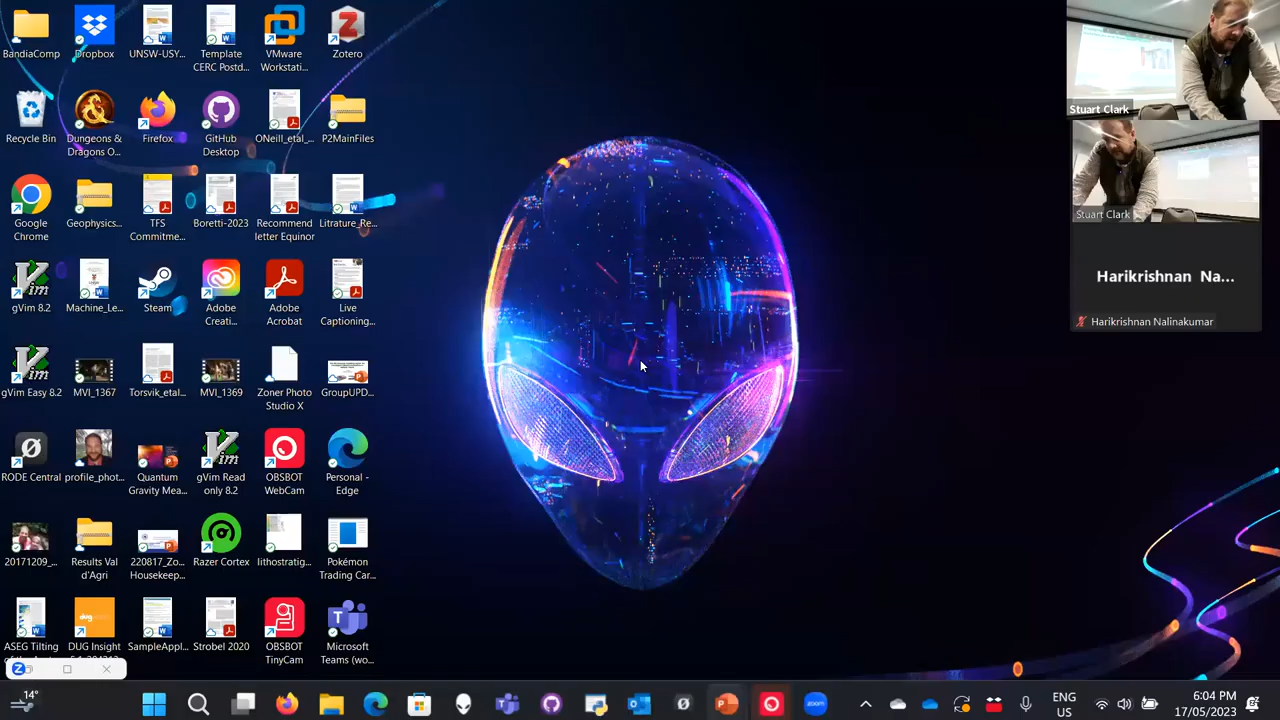 BandiaComp
Dropbox
UNSW-USY...
Template
CERC Postd...
VMware
Workstati...
Zotero
Recycle Bin
Dungeons &
Dragons O...
Firefox
GitHub
Desktop
ONeill_etal_...
P2MainFiles
Google
Chrome
Geophysics...
TFS
Commitme...
Boretti-2023
Recommend
letter Equinor
Litrature_Re...
gVim 8.2
Machine_Le...
Steam
Adobe
Creati...
Adobe
Acrobat
Live
Captioning...
gVim Easy 8.2
MVI_1367
Torsvik_etal...
MVI_1369
Zoner Photo
Studio X
GroupUPD...
RODE Central
profile_phot...
Quantum
Gravity Mea...
gVim Read
only 8.2
OBSBOT
WebCam
Personal -
Edge
20171209_...
Results Val
d'Agri
220817_Zo...
Housekeep...
Razer Cortex
lithostratig...
Pokémon
Trading Car...
ASEG Tilting
DUG Insight
SampleAppl...
Strobel 2020
OBSBOT
TinyCam
Microsoft
Teams (wo...
Stuart Clark
Stuart Clark
Harikrishnan Na...
Harikrishnan Nalinakumar
14°
zoom
ENG
US
6:04 PM
17/05/2023